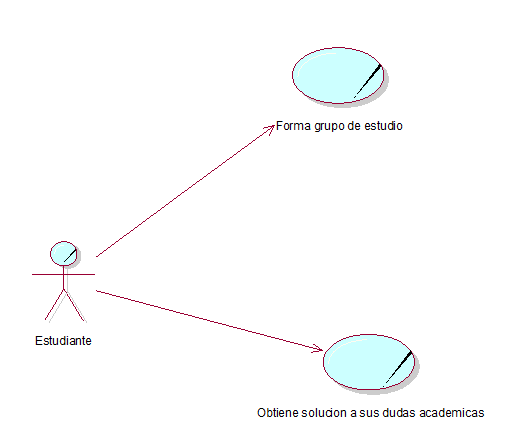 Forma grupo de estudio
Estudiante
Obtiene solucion a sus dudas academicas